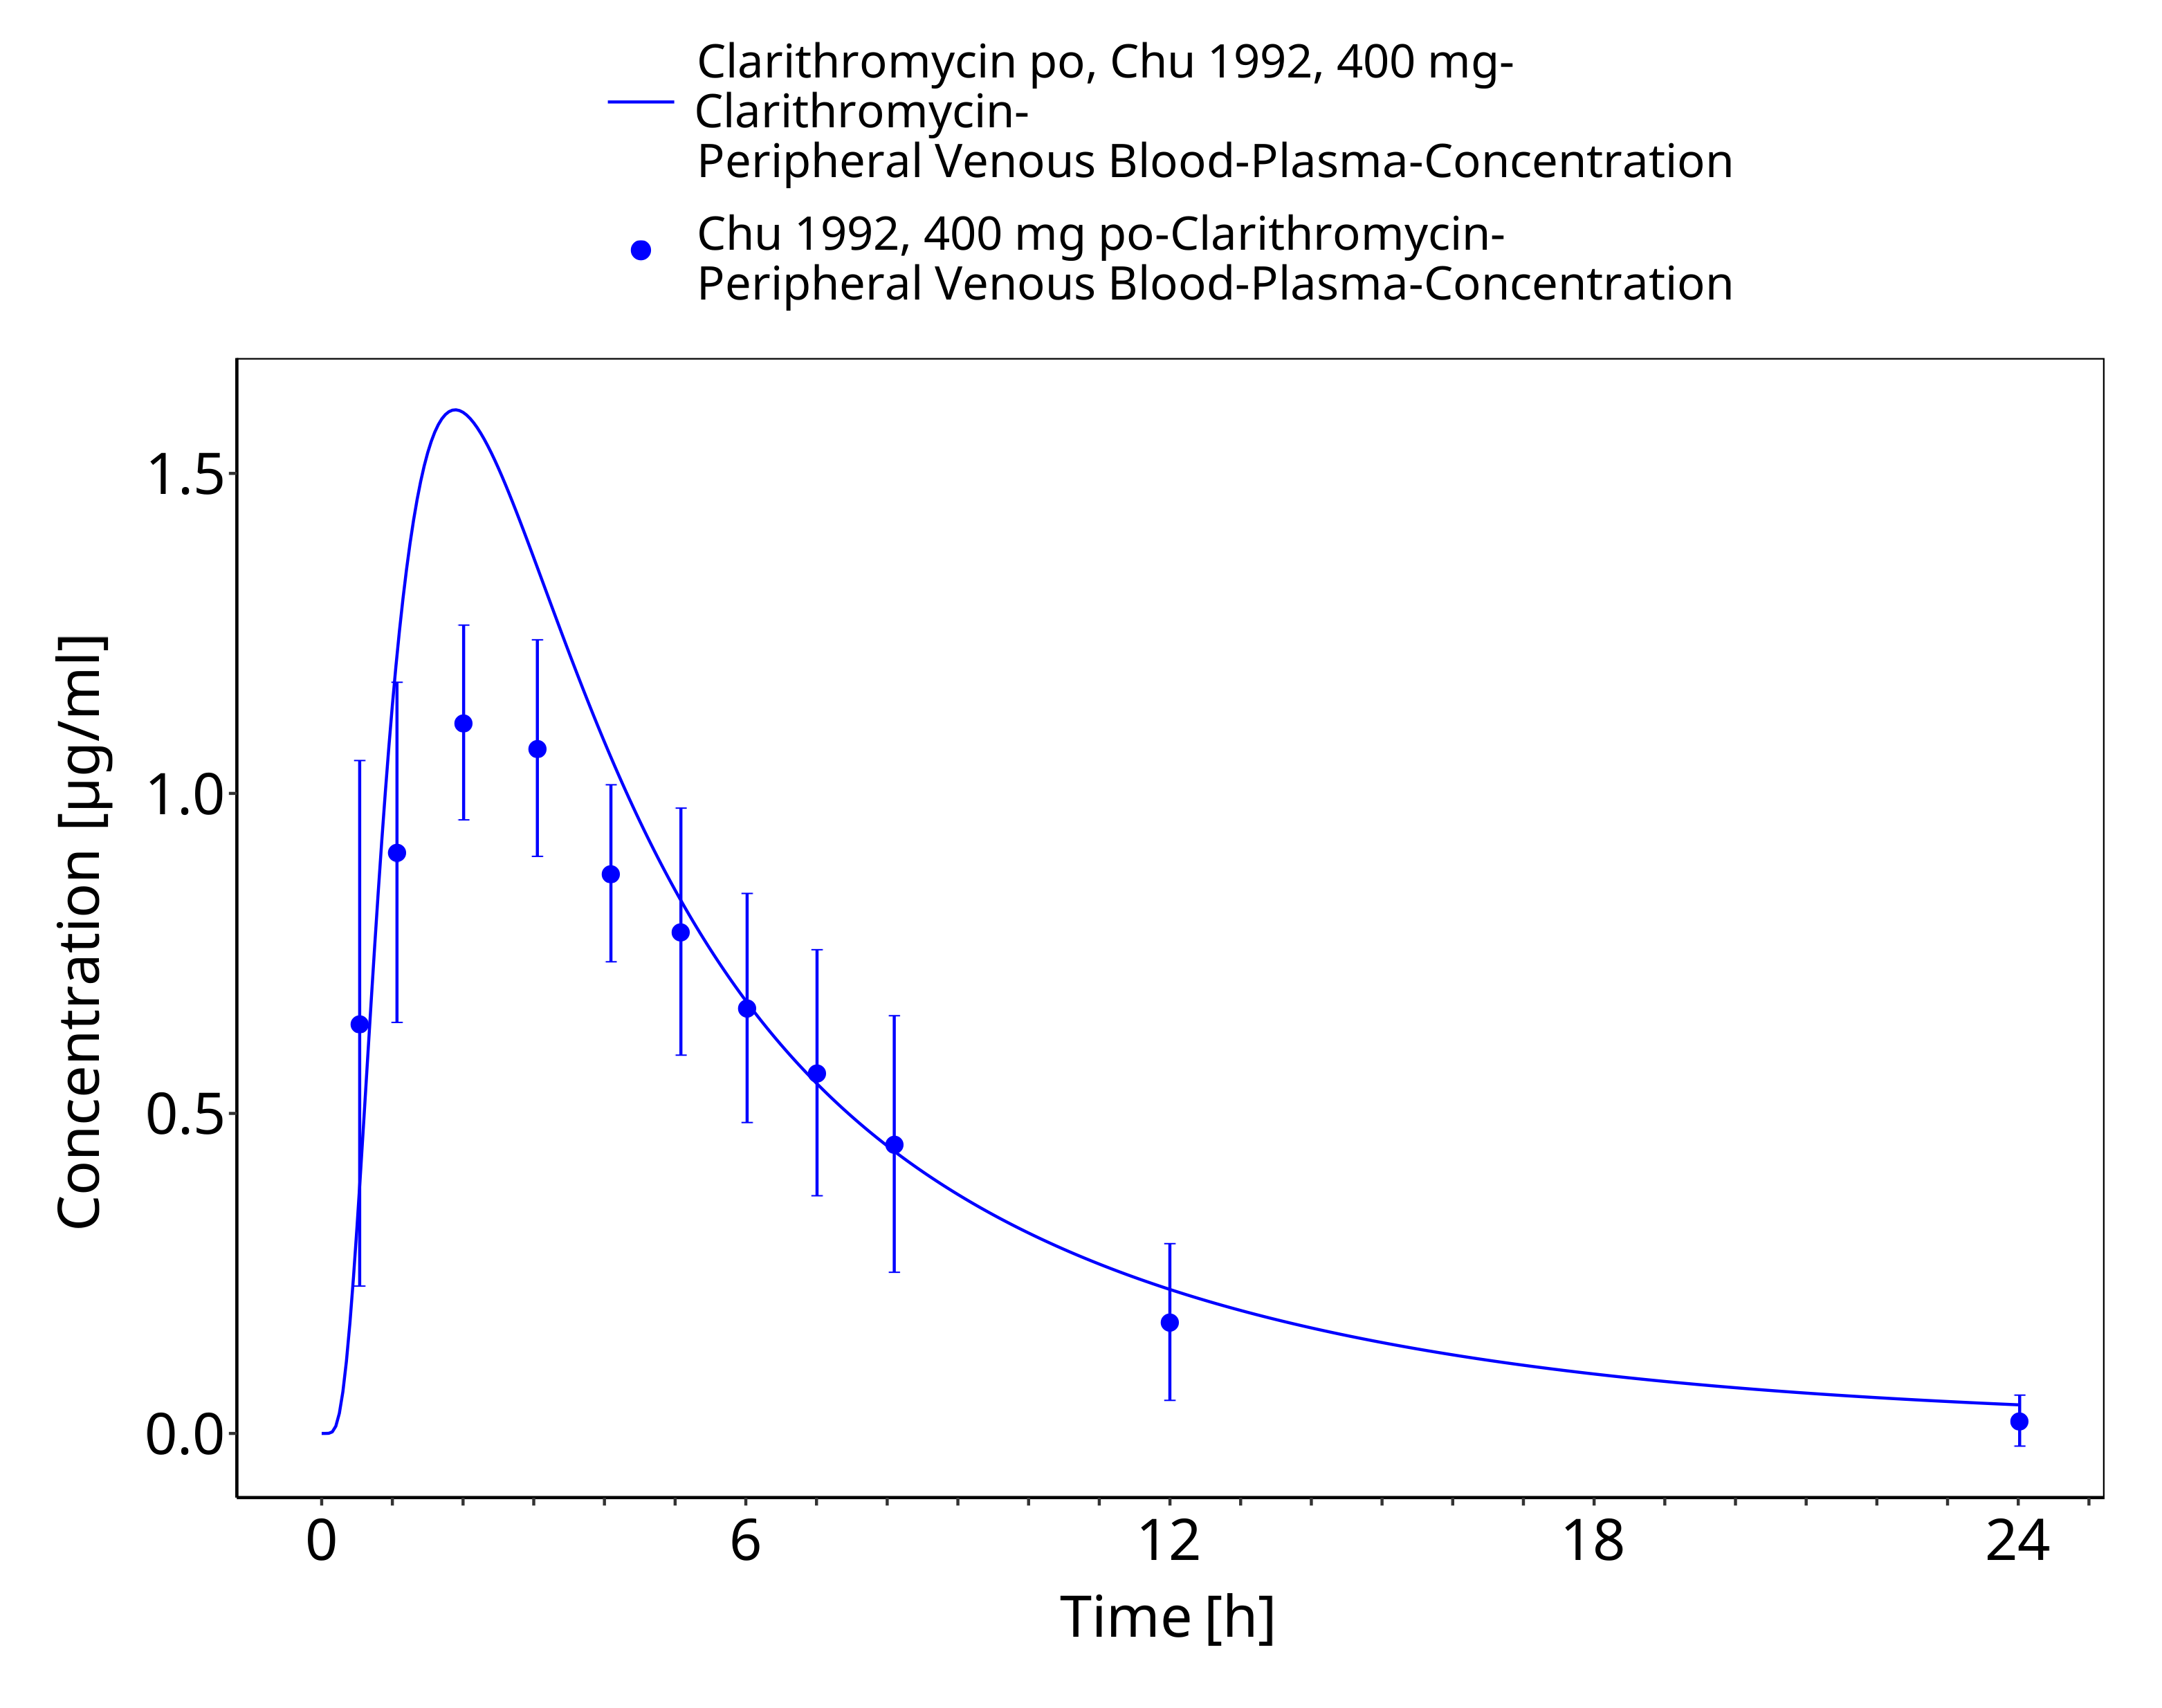 Clarithromycin po, Chu 1992, 400 mg-
Clarithromycin-
Peripheral Venous Blood-Plasma-Concentration
Chu 1992, 400 mg po-Clarithromycin-
Peripheral Venous Blood-Plasma-Concentration
Concentration [µg/ml]
1.5
1.0
0.5
0.0
0 6 12 18 24
Time [h]